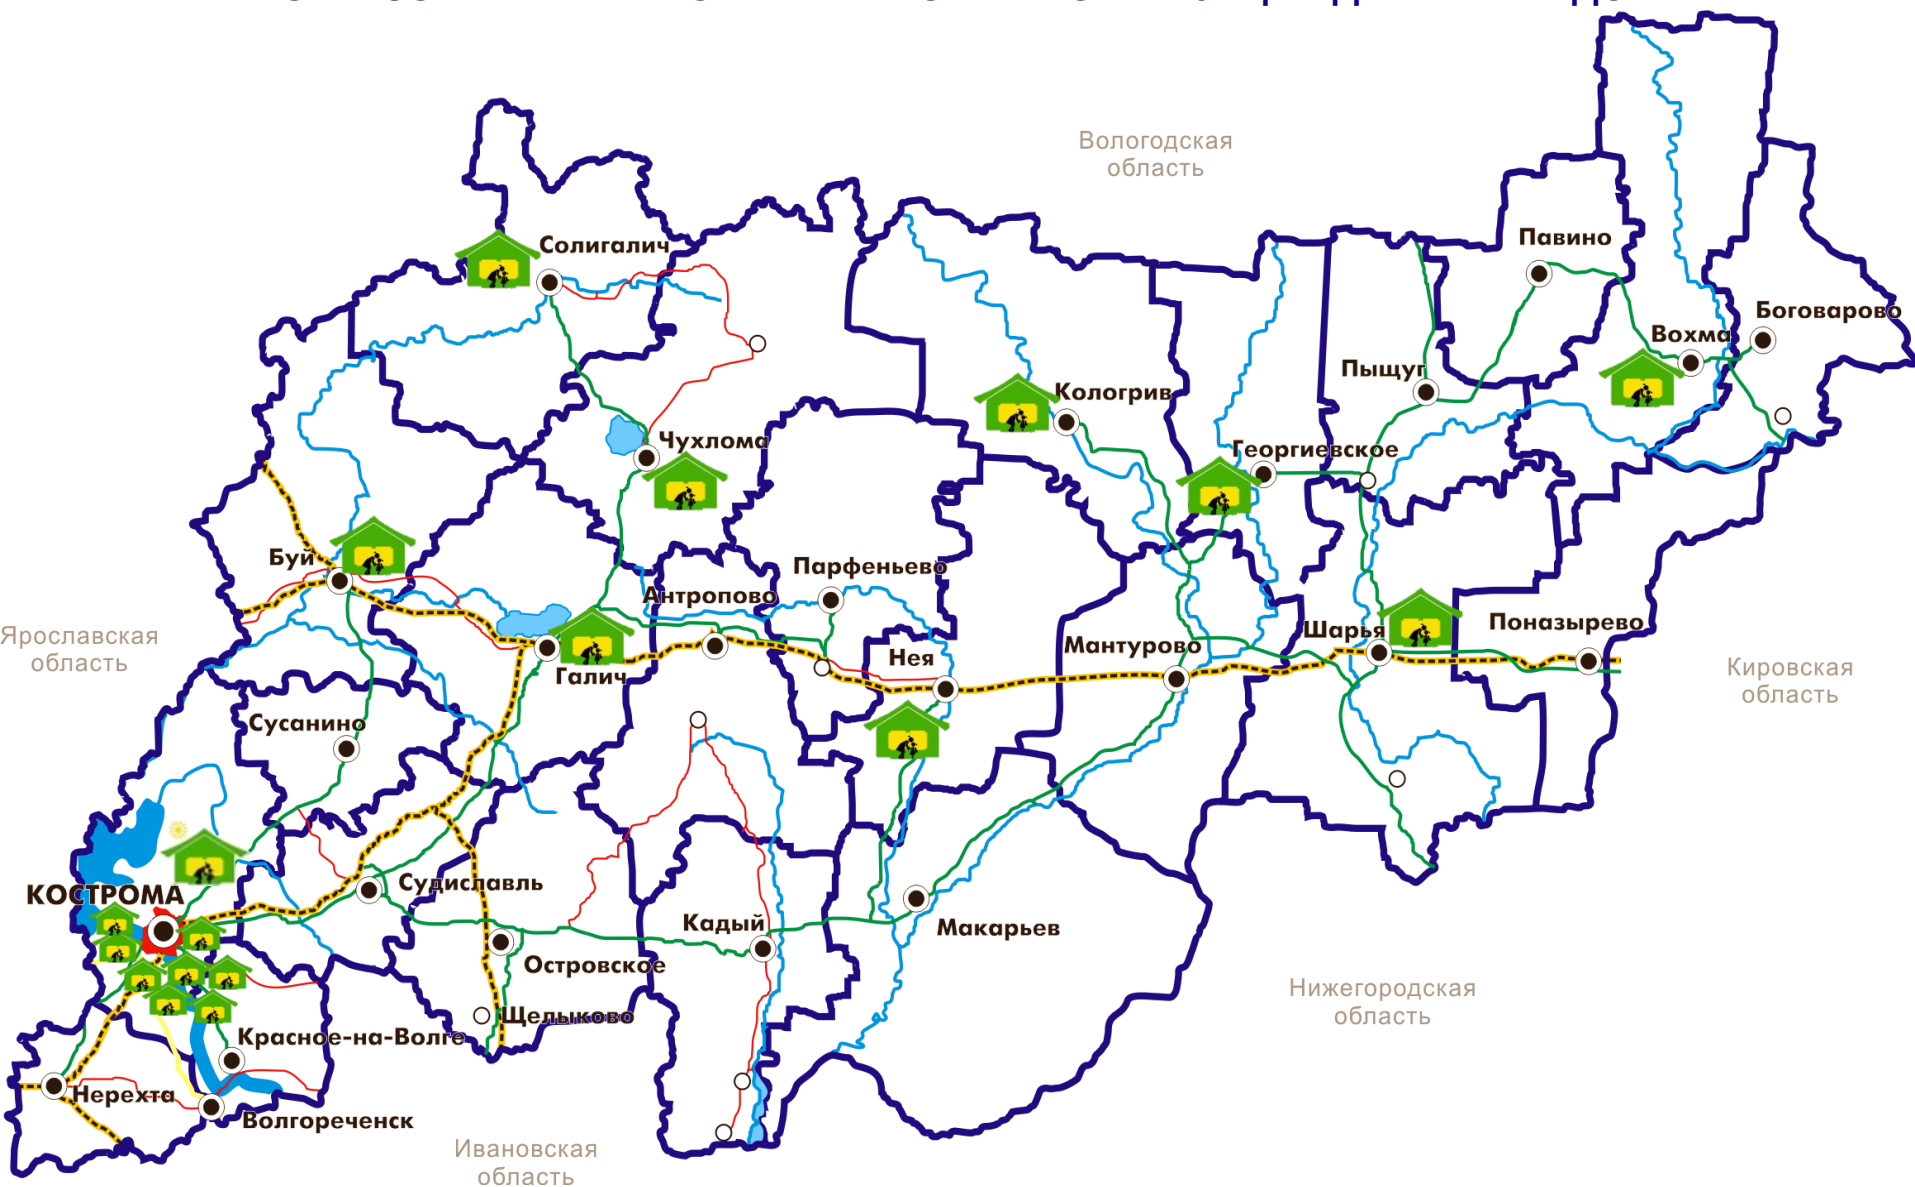 Вологодская
область
Солигалич
Павино
Боговарово
Вохма
Пыщуг
Кологрив
Чухлома
Георгиевское
Буй
Парфеньево
Антропово
Ярославская
область
Шарья
Поназырево
Мантурово
Нея
Галич
Кировская
область
Сусанино
КОСТРОМА
Судиславль
Кадый
Макарьев
Островское
Нижегородская
область
Щелыково
Красное-на-Волге
Нерехта
Волгореченск
Ивановская
область